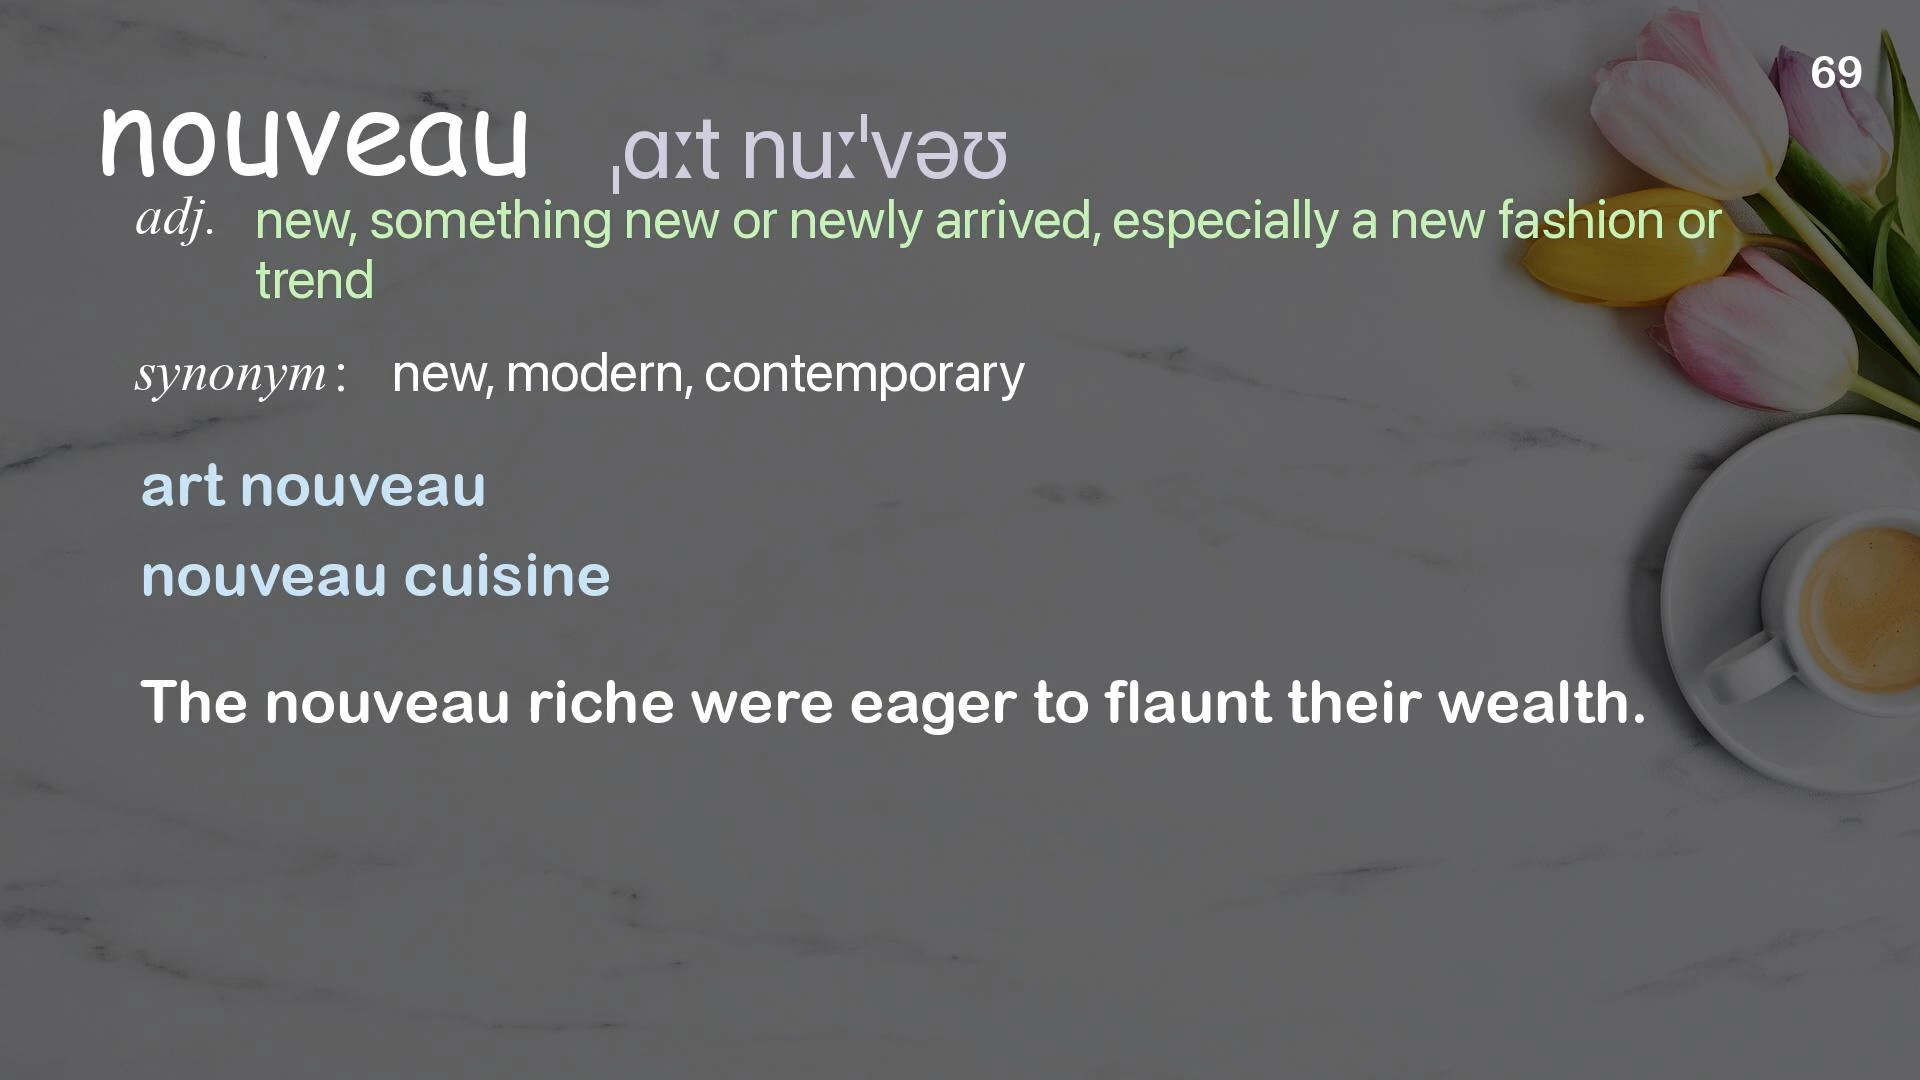 69
nouveau ˌɑːt nuːˈvəʊ
adj. new, something new or newly arrived, especially a new fashion or
trend
synonym : new, modern, contemporary
art nouveau
nouveau cuisine
The nouveau riche were eager to flaunt their wealth.